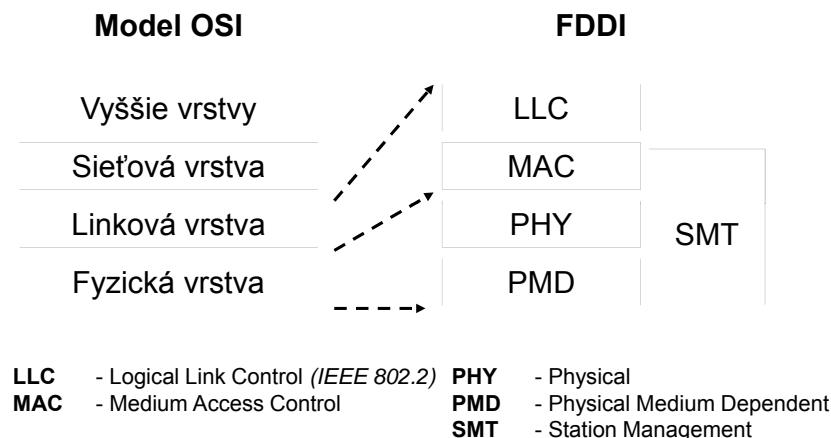 Model OSI
FDDI
Vyššie vrstvy
Sieťová vrstva
Linková vrstva
Fyzická vrstva
LLC
MAC
PHY
PMD
SMT
LLC - Logical Link Control (IEEE 802.2)
MAC - Medium Access Control
PHY - Physical
PMD - Physical Medium Dependent
SMT - Station Management